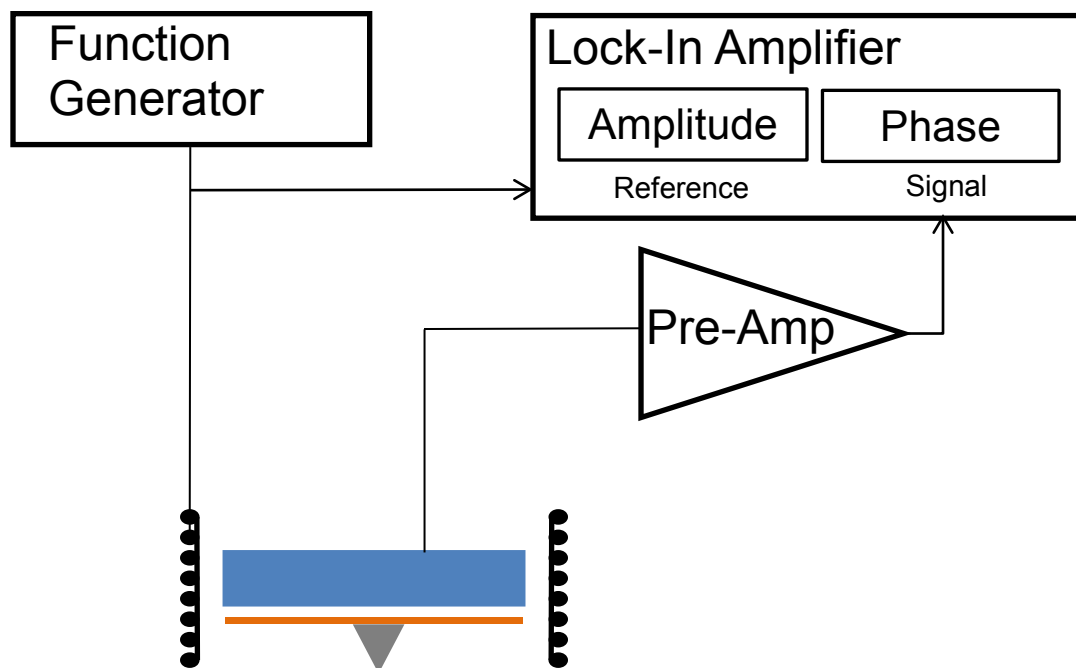 Function
Generator
Lock-In Amplifier
Amplitude
Phase
Reference
Signal
Pre-Amp